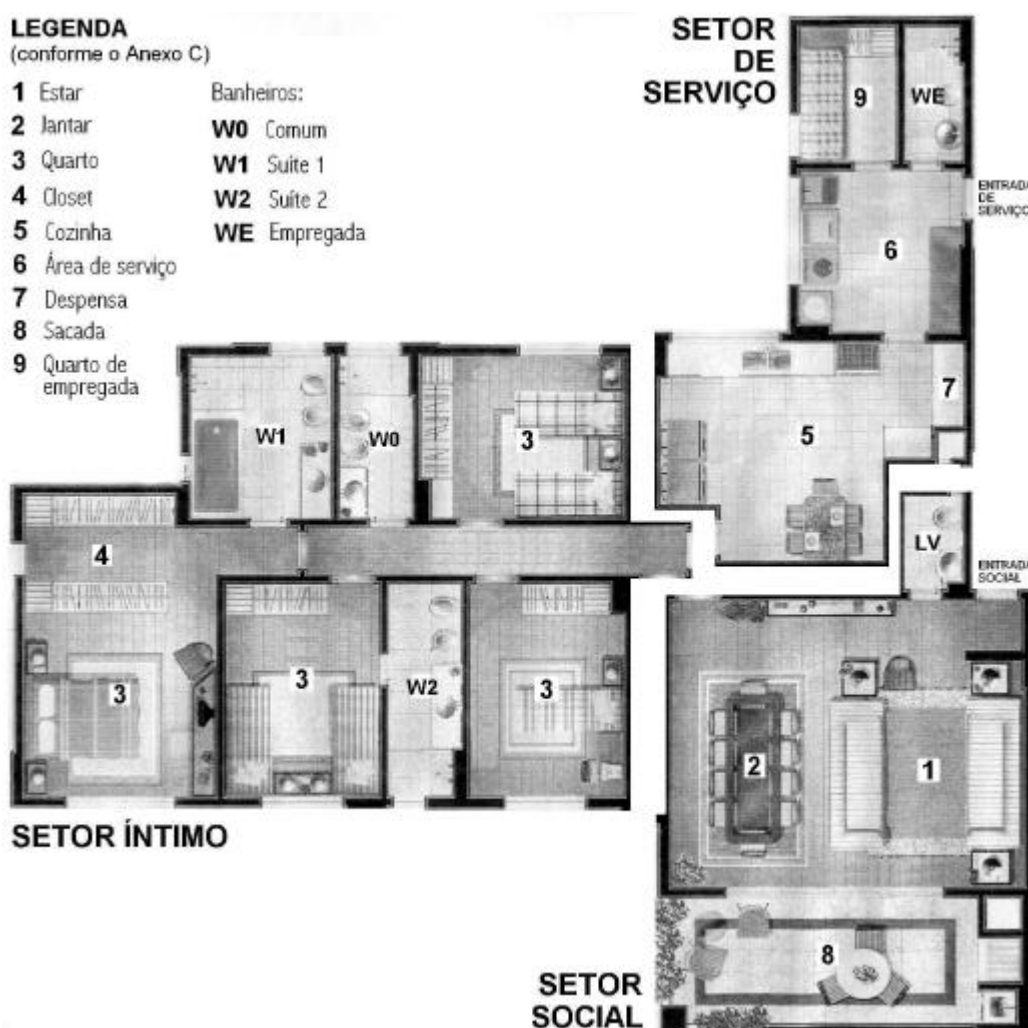 LEGENDA
(conforme o Anexo C)
1 Estar
2 Jantar
3 Quarto
4 Closet
5 Cozinha
6 Área de serviço
7 Despensa
8 Sacada
9 Quarto de
empregada
Banheiros:
W0 Comum
W1 Suíte 1
W2 Suíte 2
WE Empregada
SETOR
DE
SERVIÇO
9
WE
ENTRADA
DE
SERVIÇO
6
7
5
W1
W0
3
4
LV
ENTRADA
SOCIAL
3
3
W2
3
2
1
SETOR ÍNTIMO
8
SETOR
SOCIAL